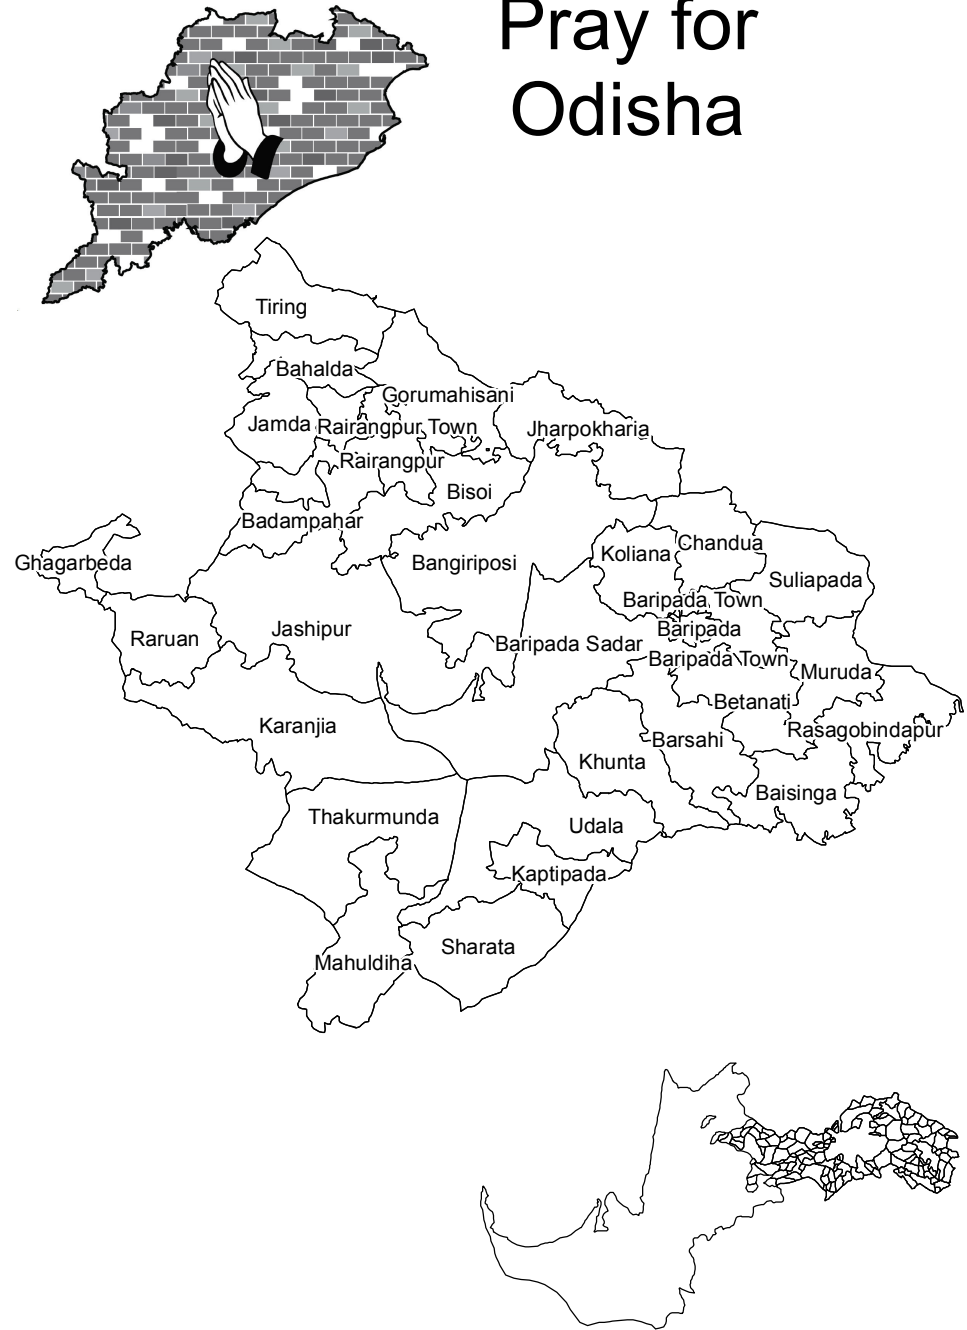 Pray for
Odisha
Tiring
Bahalda
Gorumahisani
Jamda
Rairangpur Town
Jharpokharia
Rairangpur
Bisoi
Badampahar
Ghagarbeda
Bangiriposi
Koliana
Chandua
Suliapada
Baripada Town
Raruan
Jashipur
Baripada Sadar
Baripada
Baripada Town
Muruda
Betanati
Karanjia
Barsahi
Rasagobindapur
Khunta
Baisinga
Thakurmunda
Udala
Kaptipada
Sharata
Mahuldiha